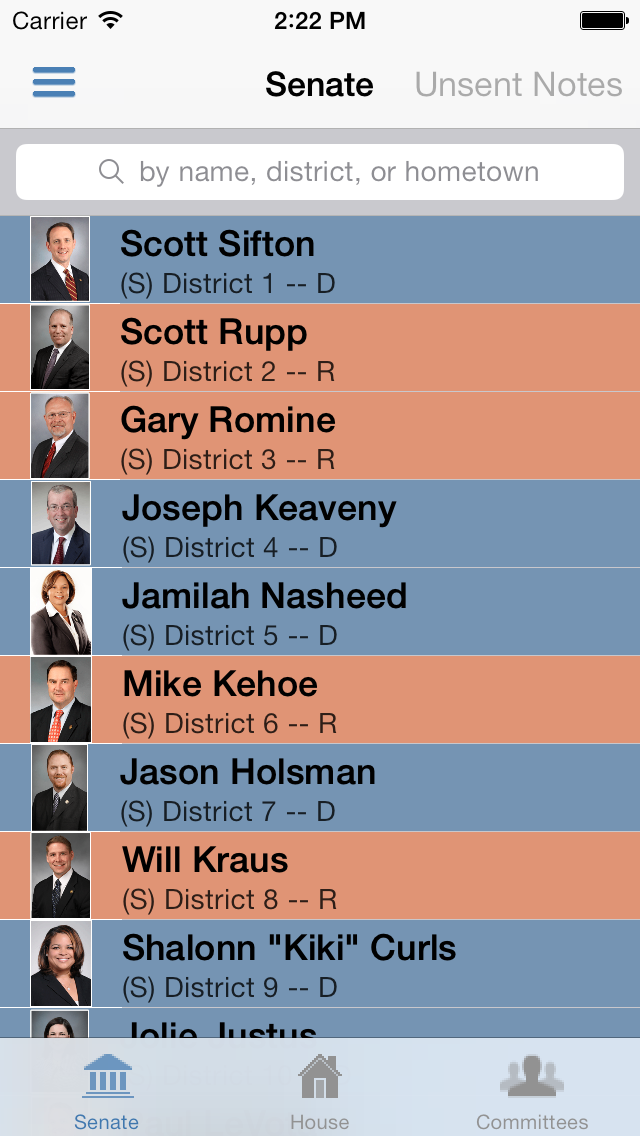 Carrier 2:22 PM
Senate Unsent Notes
by name, district, or hometown
Scott Sifton
(S) District 1 -- D
Scott Rupp
(S) District 2 -- R
Gary Romine
(S) District 3 -- R
Joseph Keaveny
(S) District 4 -- D
Jamilah Nasheed
(S) District 5 -- D
Mike Kehoe
(S) District 6 -- R
Jason Holsman
(S) District 7 -- D
Will Kraus
(S) District 8 -- R
Shalonn "Kiki" Curls
(S) District 9 -- D
Jolie Justus
Senate House Committees